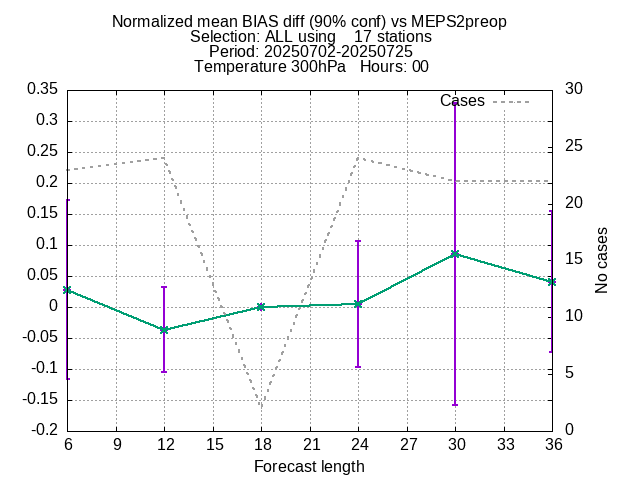 Normalized mean BIAS diff (90% conf) vs MEPS2preop
Selection: ALL using    17 stations
Period: 20250702-20250725
Temperature 300hPa   Hours: 00
Cases
0.35
0.3
0.25
0.2
0.15
0.1
0.05
0
-0.05
-0.1
-0.15
-0.2
30
25
20
15
10
5
0
No cases
6 9 12 15 18 21 24 27 30 33 36
Forecast length